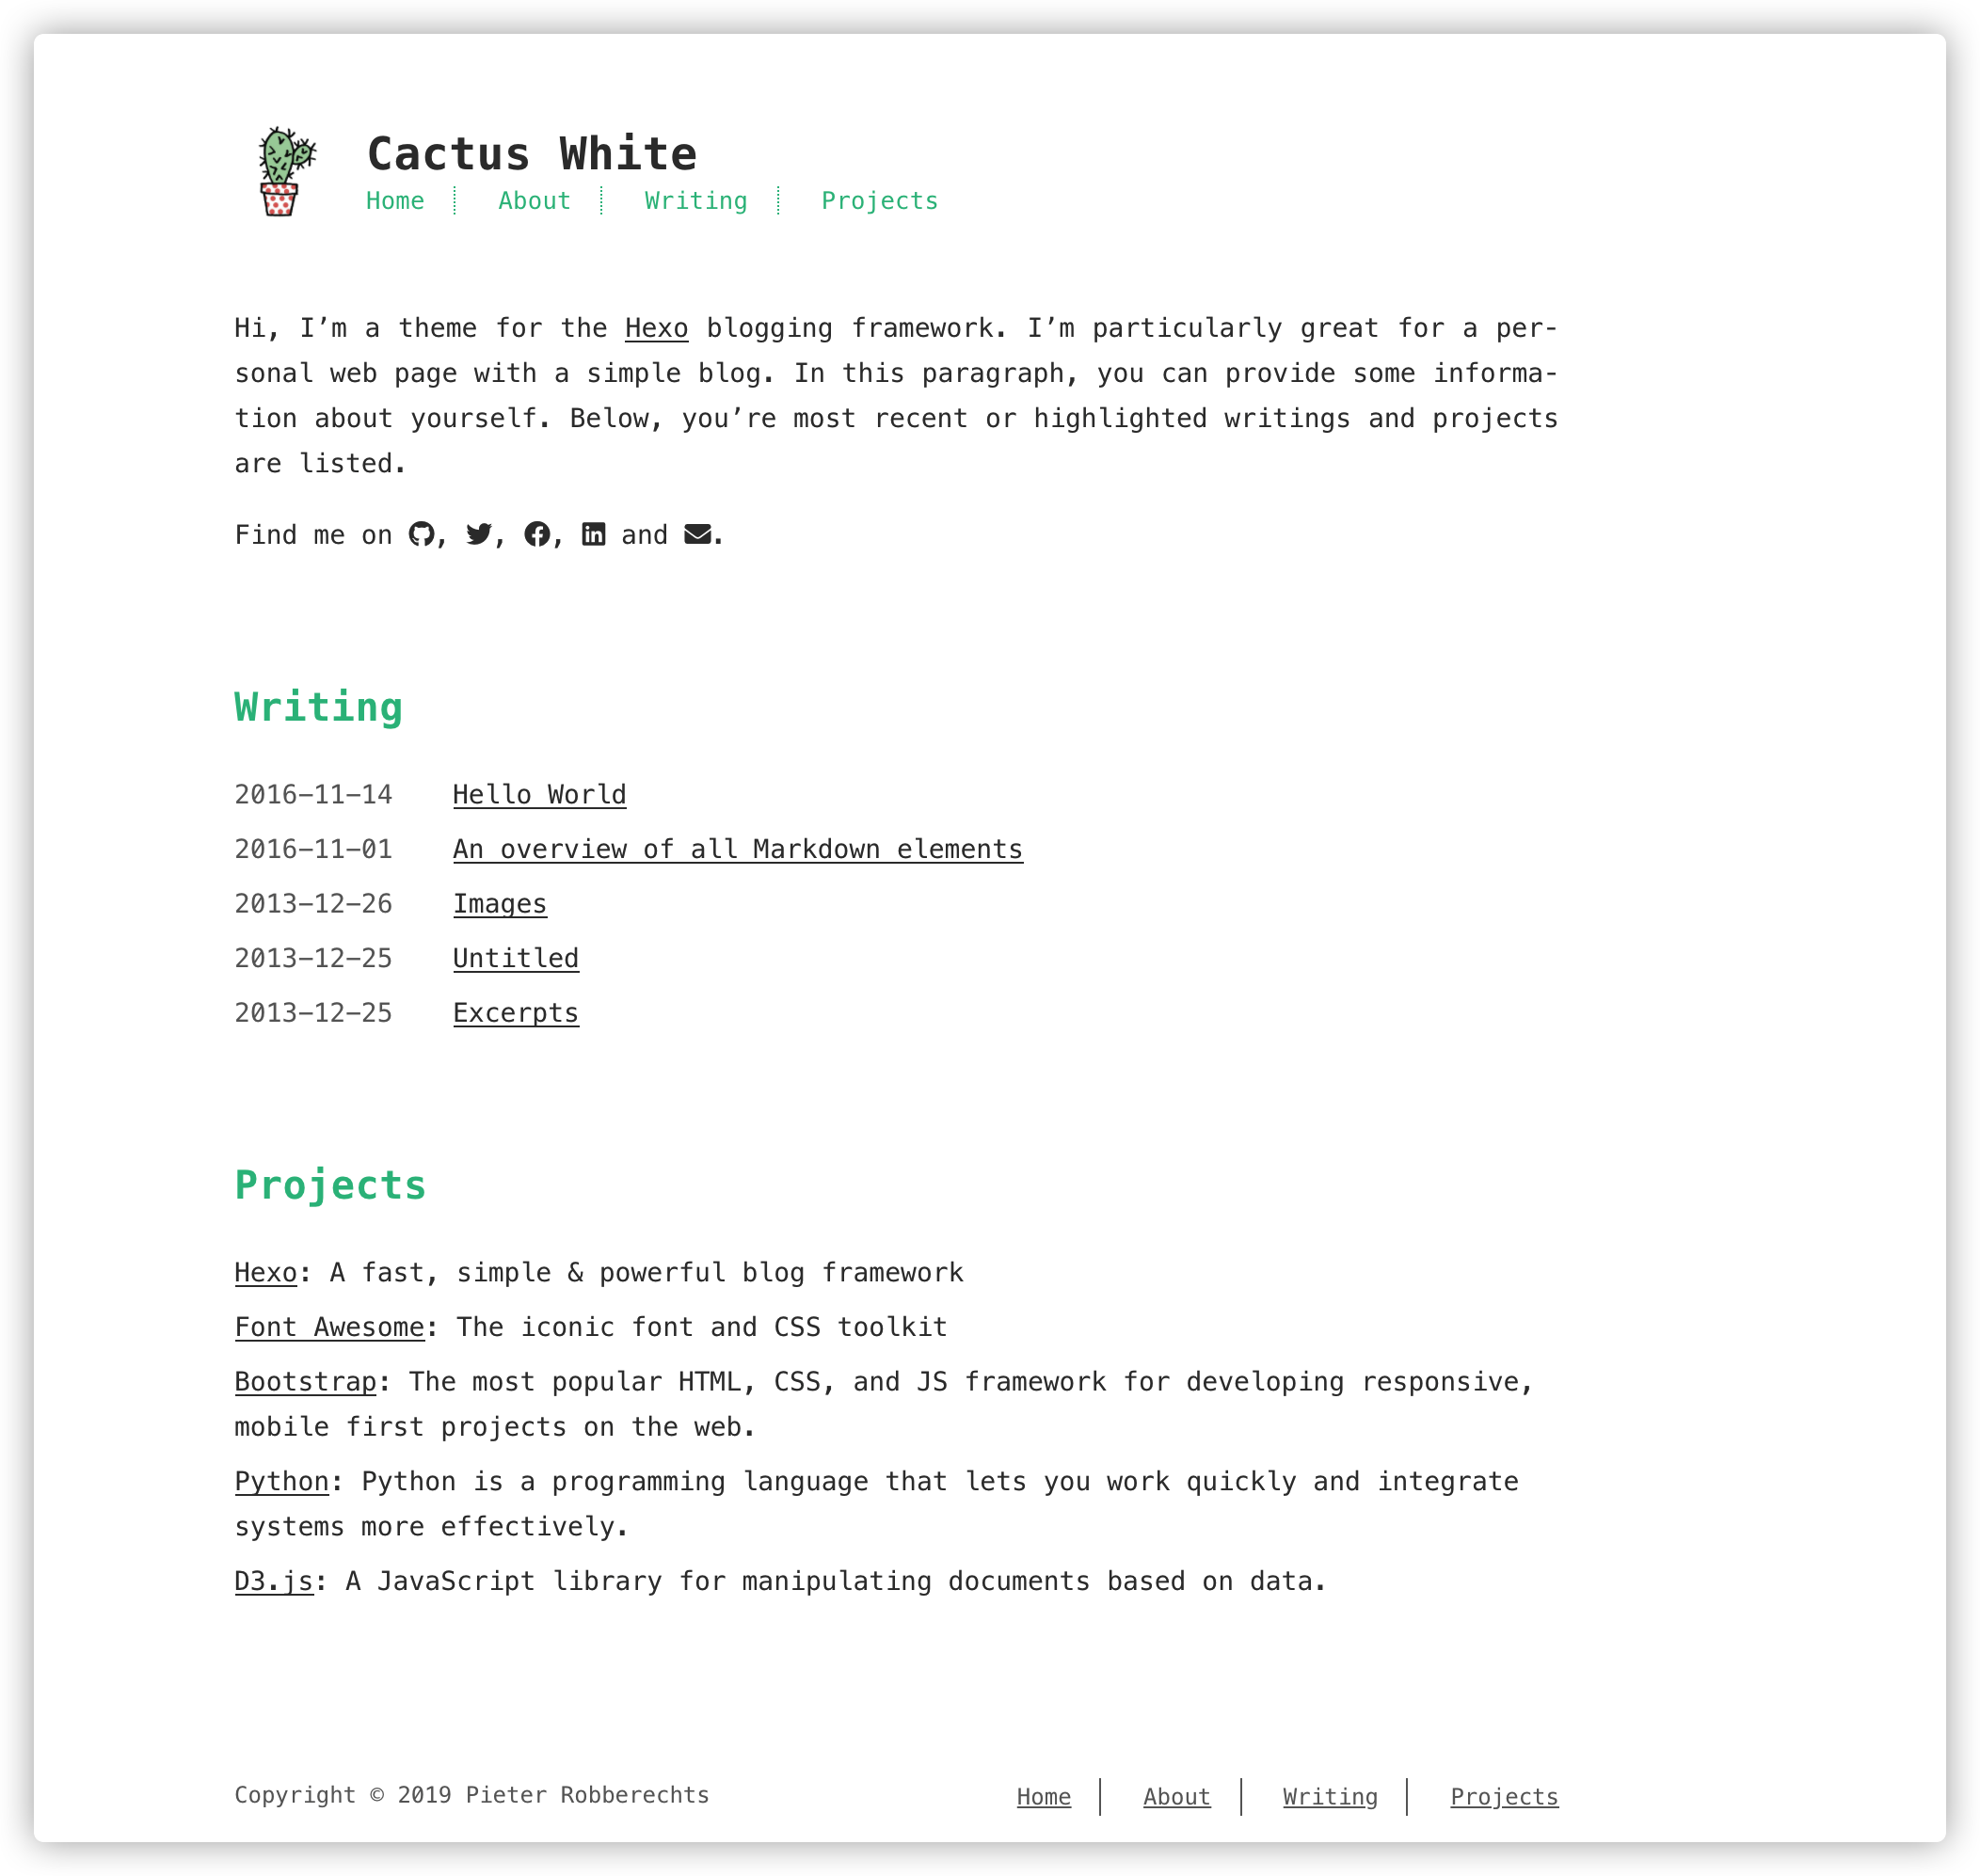 Cactus White
Home About Writing Projects
Hi, I’m a theme for the Hexo blogging framework. I’m particularly great for a per-
sonal web page with a simple blog. In this paragraph, you can provide some informa-
tion about yourself. Below, you’re most recent or highlighted writings and projects
are listed.
Find me on , , , and .
Writing
2016-11-14 Hello World
2016-11-01 An overview of all Markdown elements
2013-12-26 Images
2013-12-25 Untitled
2013-12-25 Excerpts
Projects
Hexo: A fast, simple & powerful blog framework
Font Awesome: The iconic font and CSS toolkit
Bootstrap: The most popular HTML, CSS, and JS framework for developing responsive,
mobile first projects on the web.
Python: Python is a programming language that lets you work quickly and integrate
systems more effectively.
D3.js: A JavaScript library for manipulating documents based on data.
Copyright © 2019 Pieter Robberechts Home About Writing Projects